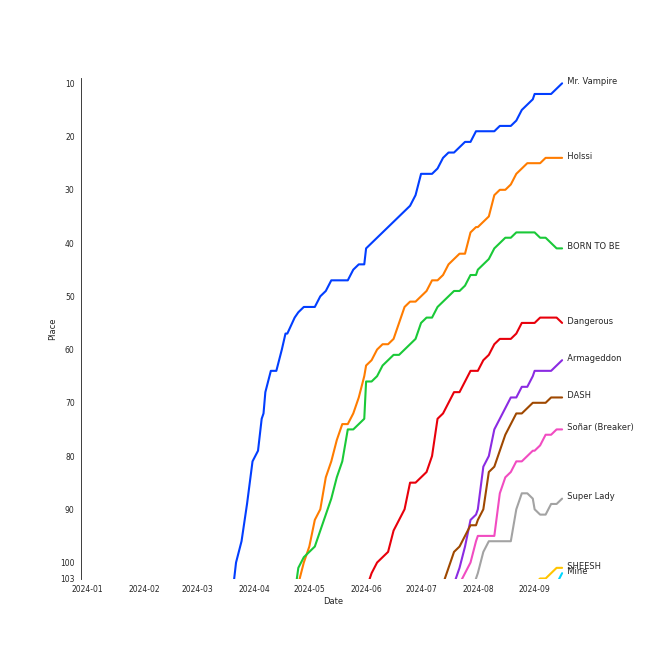 10
Mr. Vampire
20
Holssi
30
40
BORN TO BE
50
Dangerous
60
Armageddon
70
DASH
Soñar (Breaker)
80
Super Lady
90
100
SHEESH
Mine
103
Place
2024-01 2024-02 2024-03 2024-04 2024-05 2024-06 2024-07 2024-08 2024-09
Date